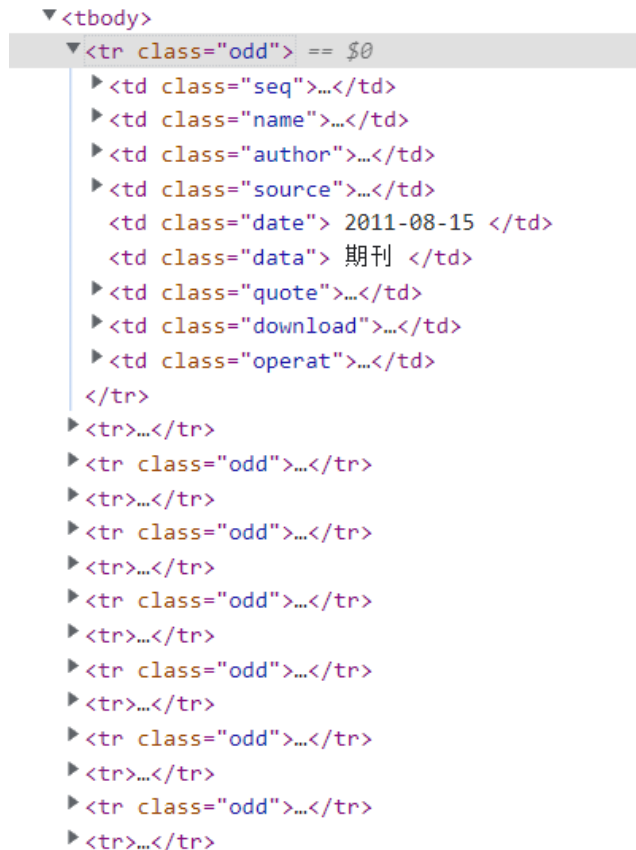 ▼<tbody>
▼<tr class="odd"> == $0
▶<td class="seq">…</td>
▶<td class="name">…</td>
▶<td class="author">…</td>
▶<td class="source">…</td>
<td class="date"> 2011-08-15 </td>
<td class="data"> 期刊 </td>
▶<td class="quote">…</td>
▶<td class="download">…</td>
▶<td class="operat">…</td>
</tr>
▶<tr>…</tr>
▶<tr class="odd">…</tr>
▶<tr>…</tr>
▶<tr class="odd">…</tr>
▶<tr>…</tr>
▶<tr class="odd">…</tr>
▶<tr>…</tr>
▶<tr class="odd">…</tr>
▶<tr>…</tr>
▶<tr class="odd">…</tr>
▶<tr>…</tr>
▶<tr class="odd">…</tr>
▶<tr>…</tr>